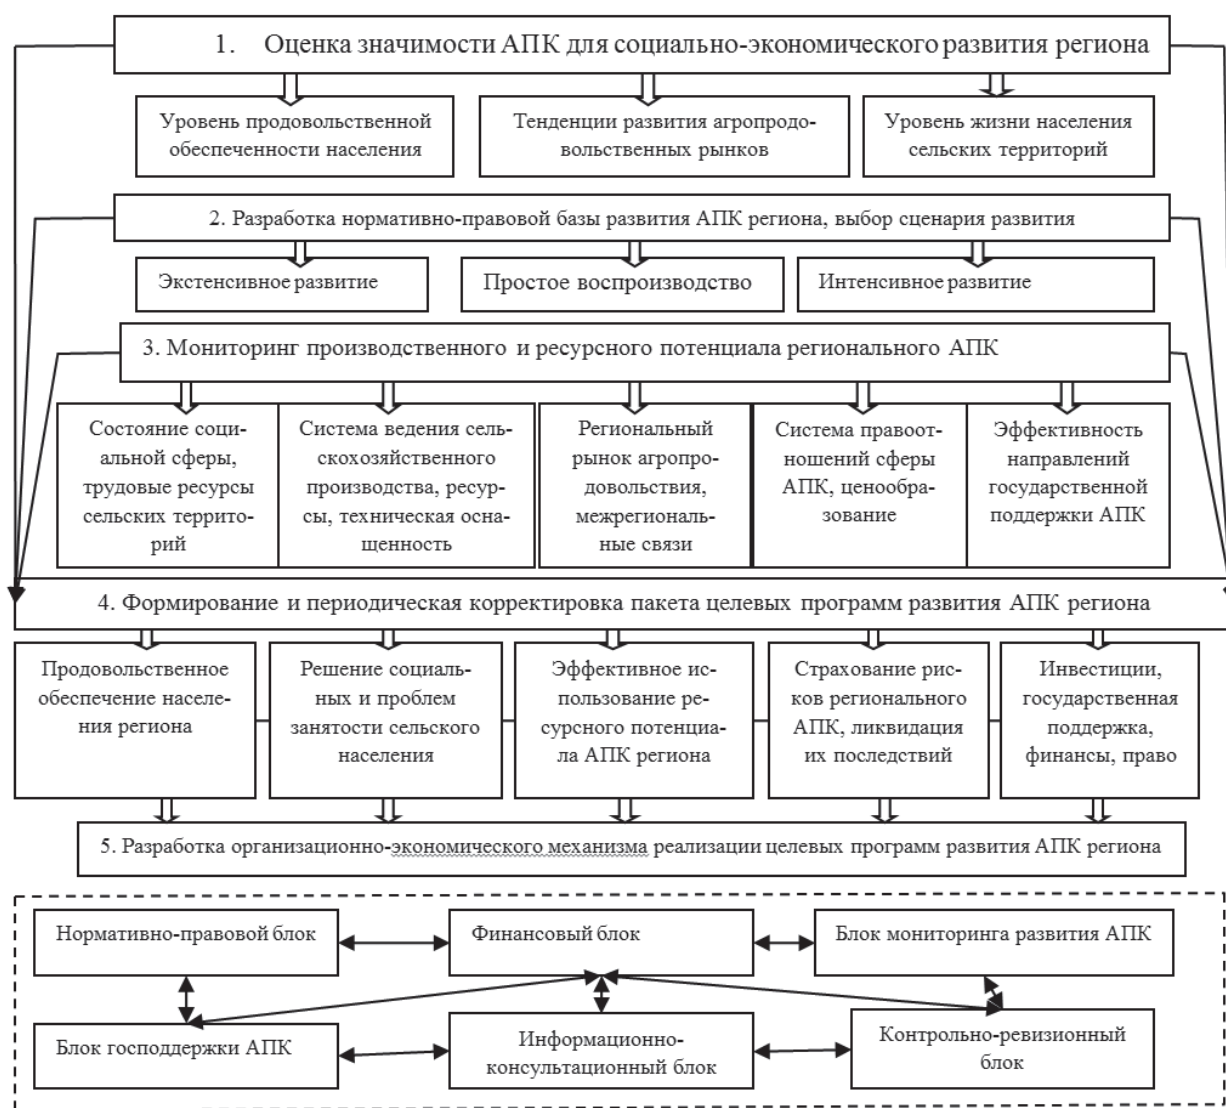 1. Оценка значимости АПК для социально-экономического развития региона
Уровень продовольственной
обеспеченности населения
Тенденции развития агропродо-
вольственных рынков
Уровень жизни населения
сельских территорий
2. Разработка нормативно-правовой базы развития АПК региона, выбор сценария развития
Экстенсивное развитие
Простое воспроизводство
Интенсивное развитие
3. Мониторинг производственного и ресурсного потенциала регионального АПК
Состояние соци-
альной сферы,
трудовые ресурсы
сельских террито-
рий
Система ведения сель-
скохозяйственного
производства, ресур-
сы, техническая осна-
щенность
Региональный
рынок агропро-
довольствия,
межрегиональ-
ные связи
Система правоот-
ношений сферы
АПК, ценообра-
зование
Эффективность
направлений
государственной
поддержки АПК
4. Формирование и периодическая корректировка пакета целевых программ развития АПК региона
Продовольственное
обеспечение населе-
ния региона
Решение социаль-
ных и проблем
занятости сельского
населения
Эффективное ис-
пользование ре-
сурсного потенциа-
ла АПК региона
Страхование рис-
ков регионального
АПК, ликвидация
их последствий
Инвестиции,
государственная
поддержка,
финансы, право
5. Разработка организационно-экономического механизма реализации целевых программ развития АПК региона
Нормативно-правовой блок
Финансовый блок
Блок мониторинга развития АПК
Блок господдержки АПК
Информационно-
консультационный блок
Контрольно-ревизионный
блок